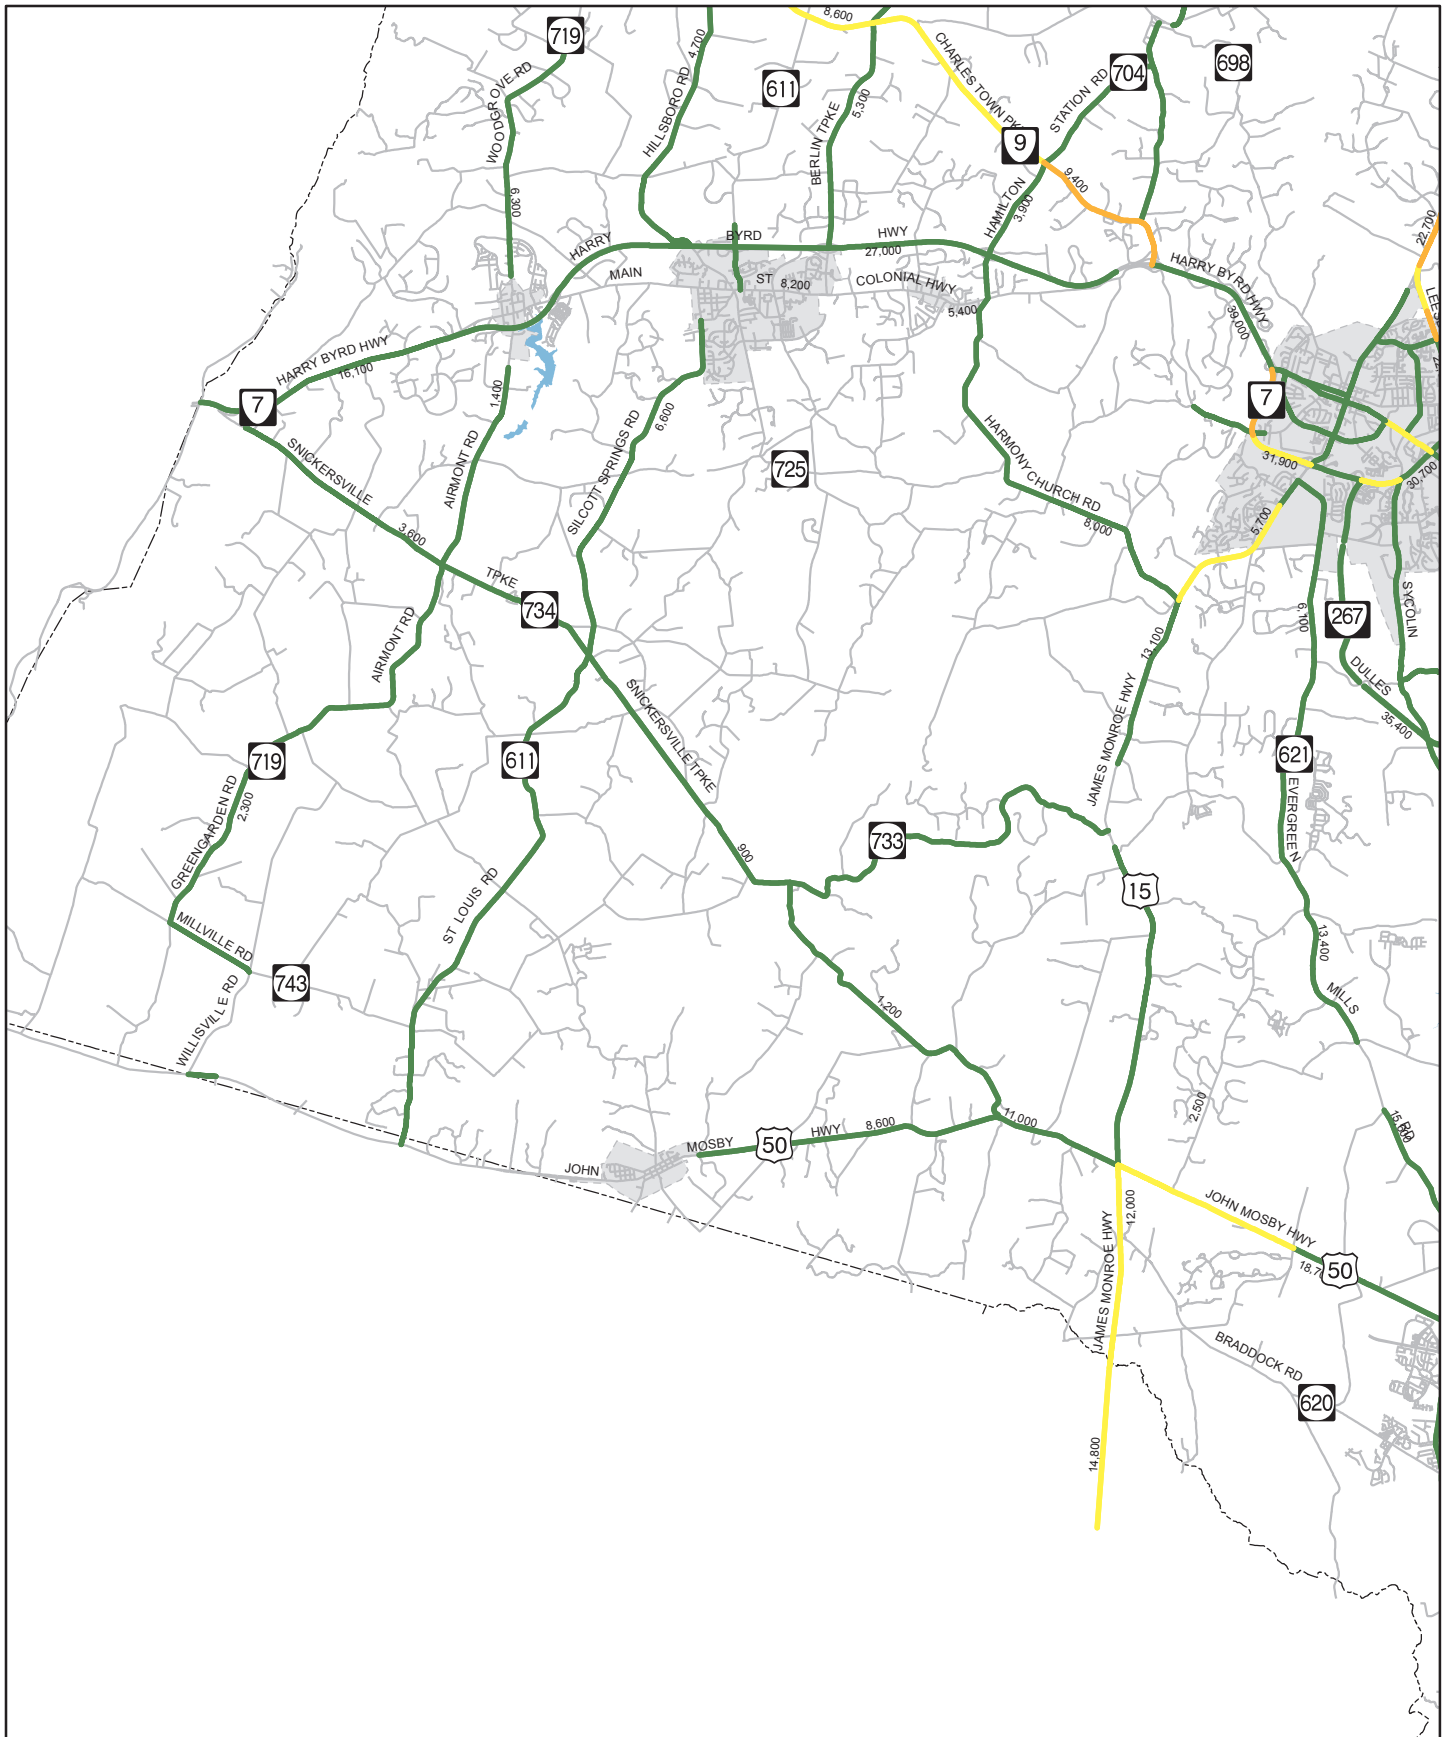 8,600
719
4,700
CHARLES TOWN PK
698
WOODGROVE RD
HILLSBORO RD
611
5,300
BERLIN TPKE
STATION RD
704
9
9,400
6,300
HAMILTON
3,900
22,700
HARRY
BYRD
HWY
27,000
MAIN
ST
8,200
COLONIAL HWY
5,400
HARRY BYRD HWY
39,000
HARRY BYRD HWY
16,100
7
1,400
7
SNICKERSVILLE
AIRMONT RD
SILCOTT SPRINGS RD
6,600
725
HARMONY CHURCH RD
8,000
31,900
30,700
5,700
3,600
TPKE
734
AIRMONT RD
13,100
6,100
267
SYCOLIN
DULLES
35,400
SNICKERSVILLE TPKE
JAMES MONROE HWY
719
611
621
GREENGARDEN RD
2,300
EVERGREEN
900
733
15
ST LOUIS RD
MILLVILLE RD
743
13,400
MILLS
WILLISVILLE RD
1,200
2,500
RD
11,000
JOHN
MOSBY
50
HWY
8,600
12,000
JOHN MOSBY HWY
JAMES MONROE HWY
50
BRADDOCK RD
620
14,800